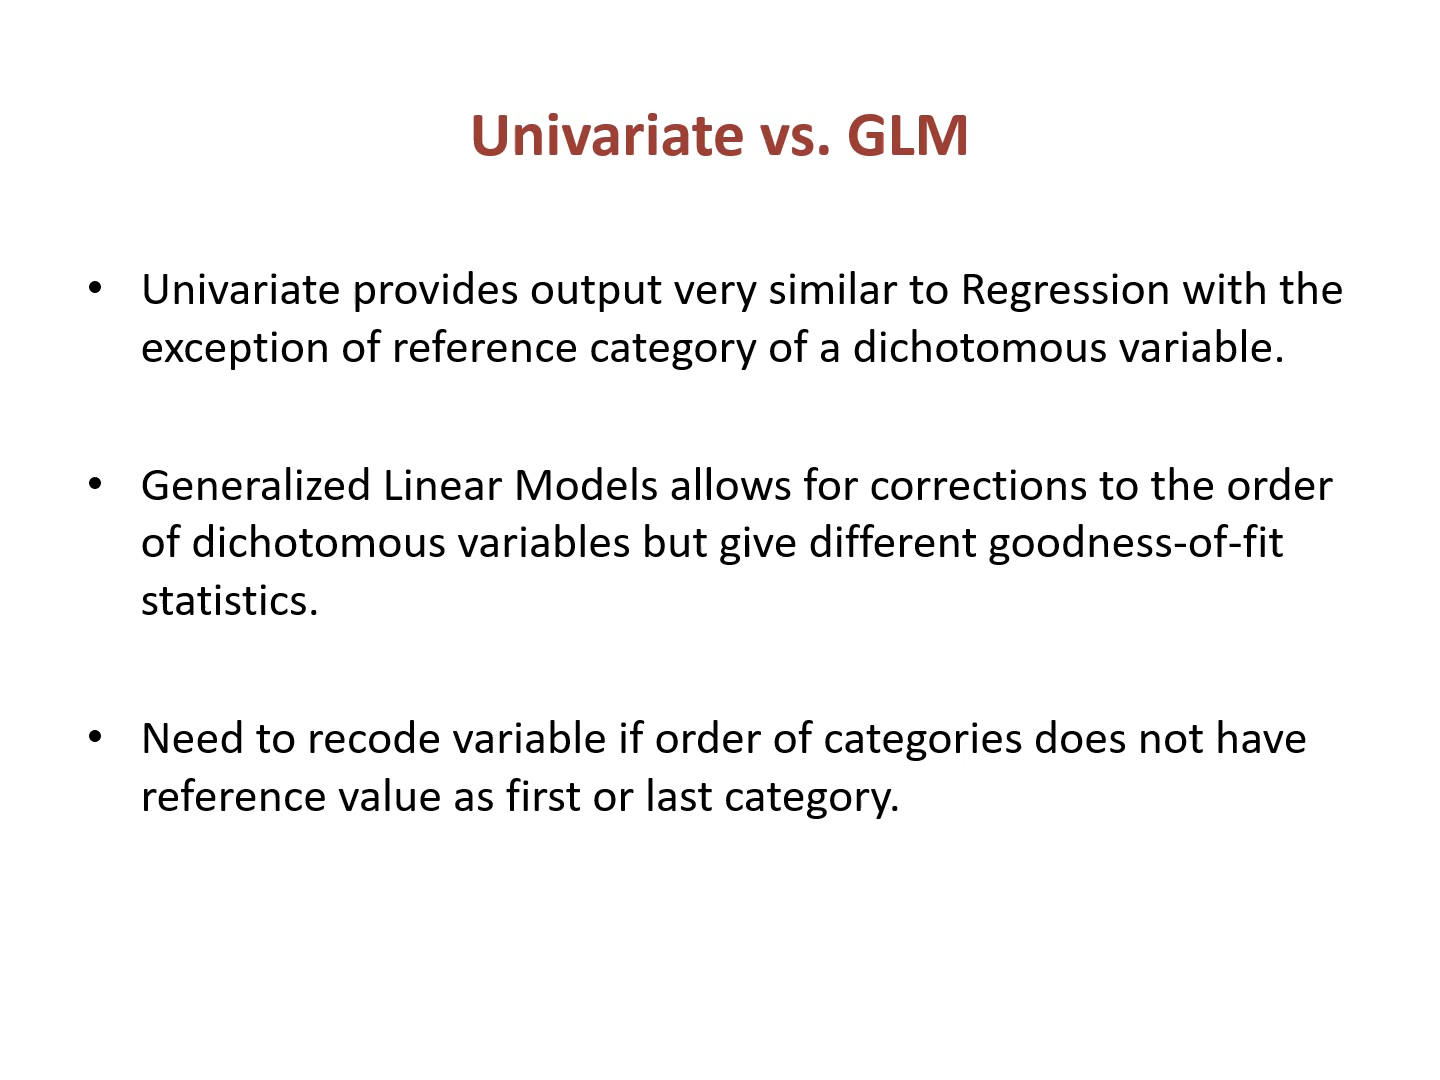 Univariate vs. GLM
• Univariate provides output very similar to Regression with the
exception of reference category of a dichotomous variable.
• Generalized Linear Models allows for corrections to the order
of dichotomous variables but give different goodness-of-fit
statistics.
• Need to recode variable if order of categories does not have
reference value as first or last category.